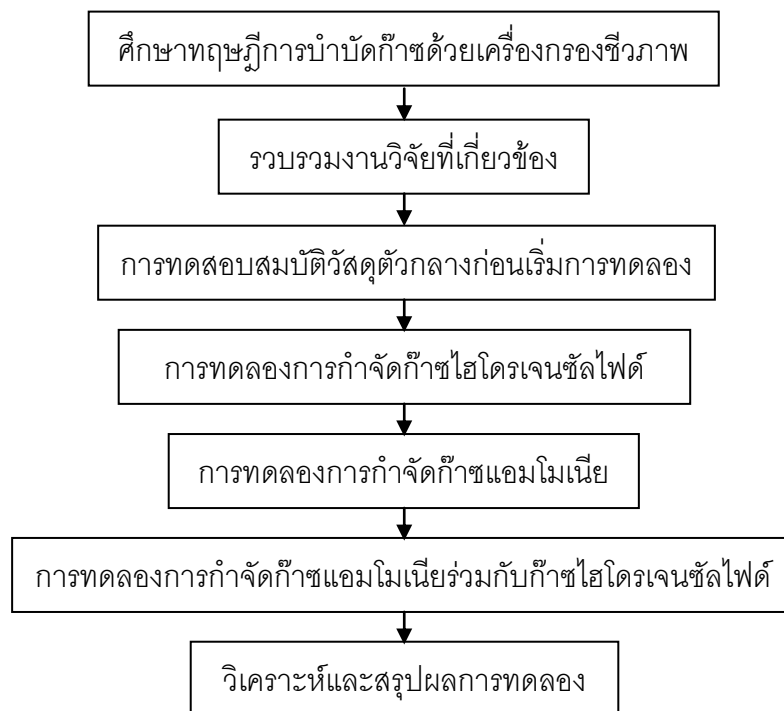 ศึกษาทฤษฎีการบำบัดก๊าซด้วยเครื่องกรองชีวภาพ
รวบรวมงานวิจัยที่เกี่ยวข้อง
การทดสอบสมบัติวัสดุตัวกลางก่อนเริ่มการทดลอง
การทดลองการกำจัดก๊าซไฮโดรเจนซัลไฟด์
การทดลองการกำจัดก๊าซแอมโมเนีย
การทดลองการกำจัดก๊าซแอมโมเนียร่วมกับก๊าซไฮโดรเจนซัลไฟด์
วิเคราะห์และสรุปผลการทดลอง